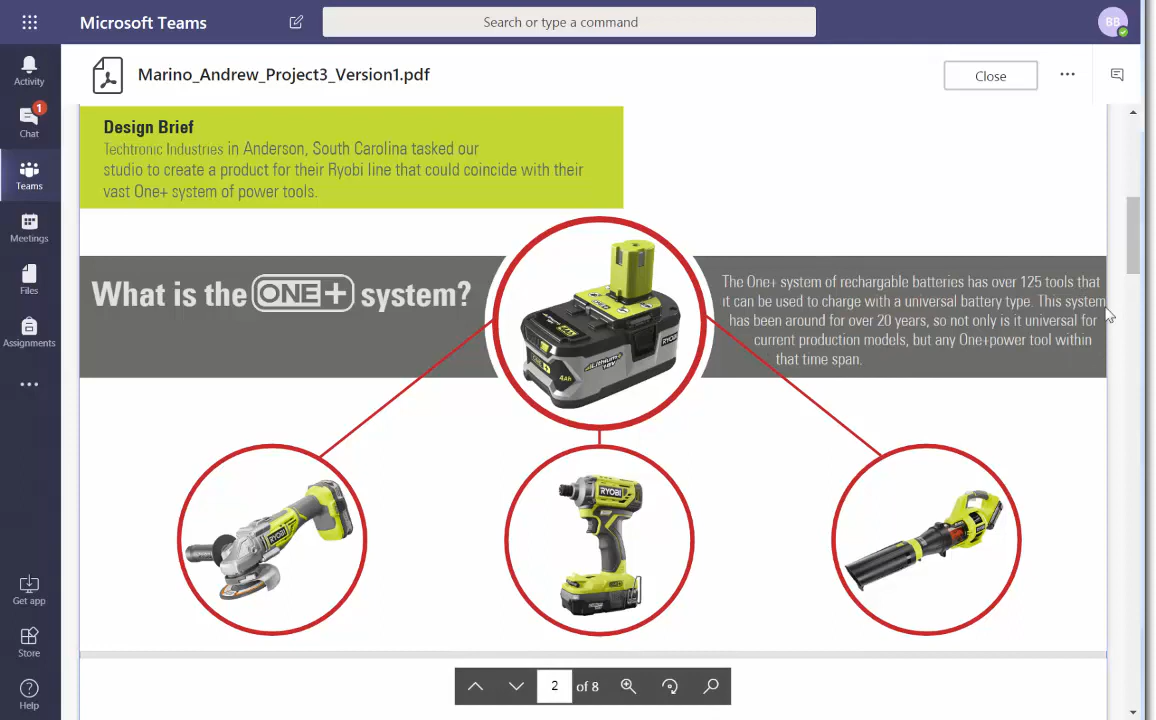 Microsoft Teams
Search or type a command
BB
Activity
Marino_Andrew_Project3_Version1.pdf
Close
1
Chat
Teams
Meetings
Files
Assignments
Get app
Store
Help
Design Brief
Techtronic Industries in Anderson, South Carolina tasked our
studio to create a product for their Ryobi line that could coincide with their
vast One+ system of power tools.
What is the ONE+ system?
The One+ system of rechargable batteries has over 125 tools that
it can be used to charge with a universal battery type. This system
has been around for over 20 years, so not only is it universal for
current production models, but any One+power tool within
that time span.
ONE+
LITHIUM+
18V
4Ah
RYOBI
RYOBI
RYOBI
2 of 8